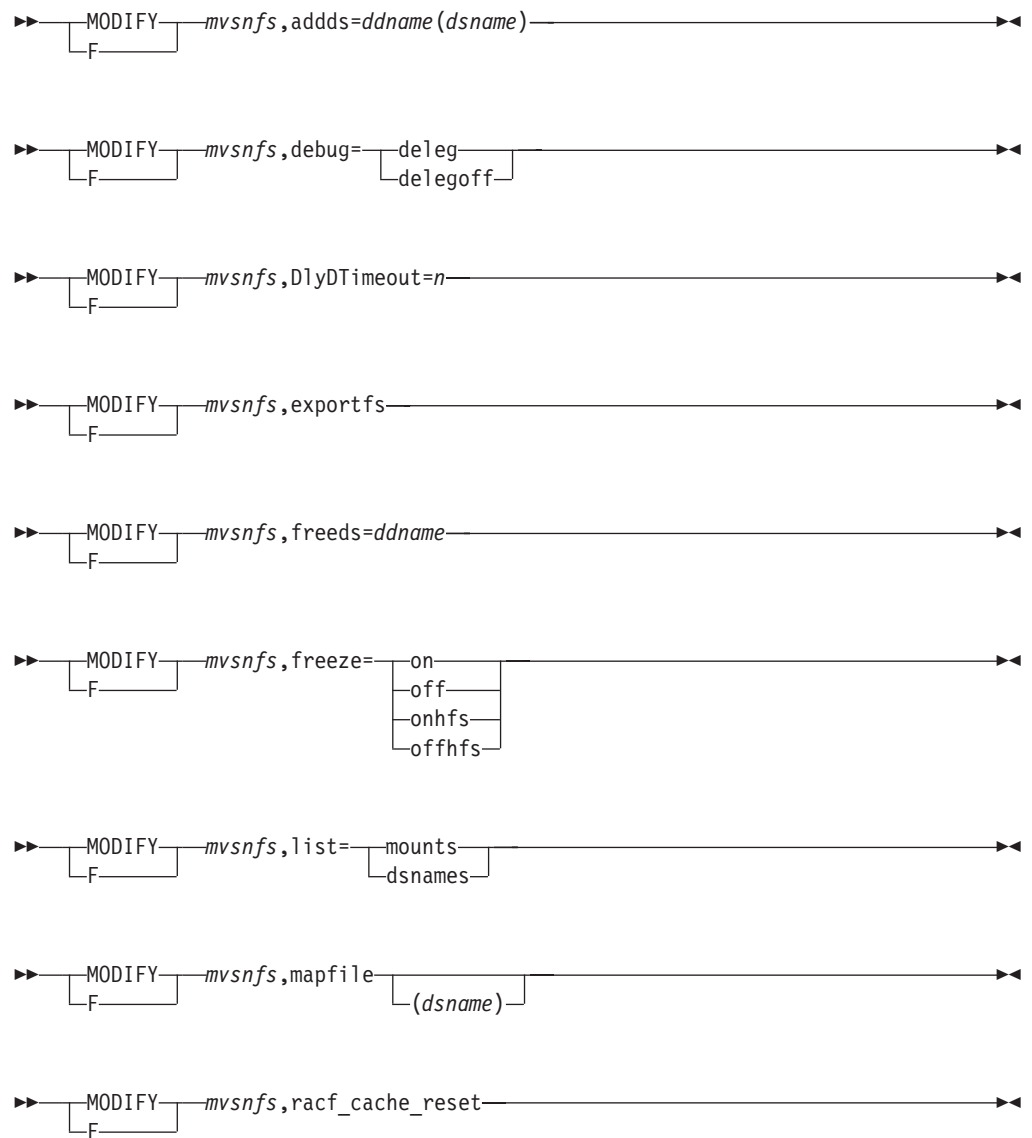 MODIFY mvsnfs,addds=ddname(dsname)
F
MODIFY mvsnfs,debug= deleg
F delegoff
MODIFY mvsnfs,DlyDTimeout=n
F
MODIFY mvsnfs,exportfs
F
MODIFY mvsnfs,freeds=ddname
F
MODIFY mvsnfs,freeze= on
F off
onhfs
offhfs
MODIFY mvsnfs,list= mounts
F dsnames
MODIFY mvsnfs,mapfile
F (dsname)
MODIFY mvsnfs,racf_cache_reset
F